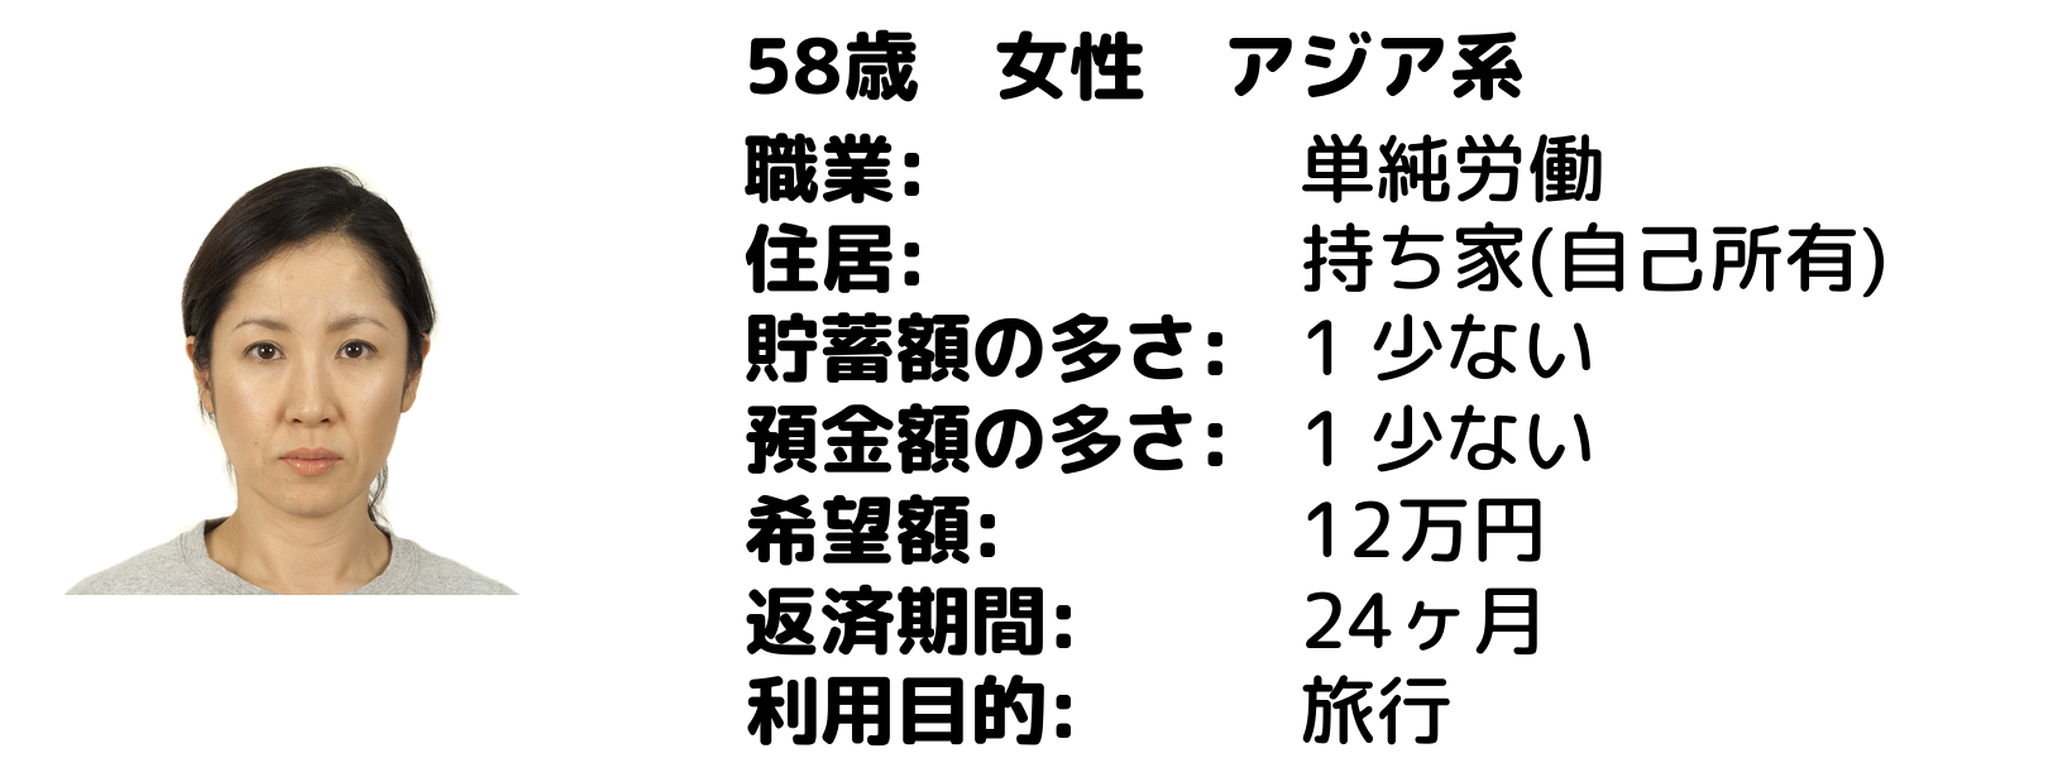 58歳　女性　アジア系
職業: 単純労働
住居: 持ち家(自己所有)
貯蓄額の多さ: 1 少ない
預金額の多さ: 1 少ない
希望額: 12万円
返済期間: 24ヶ月
利用目的: 旅行